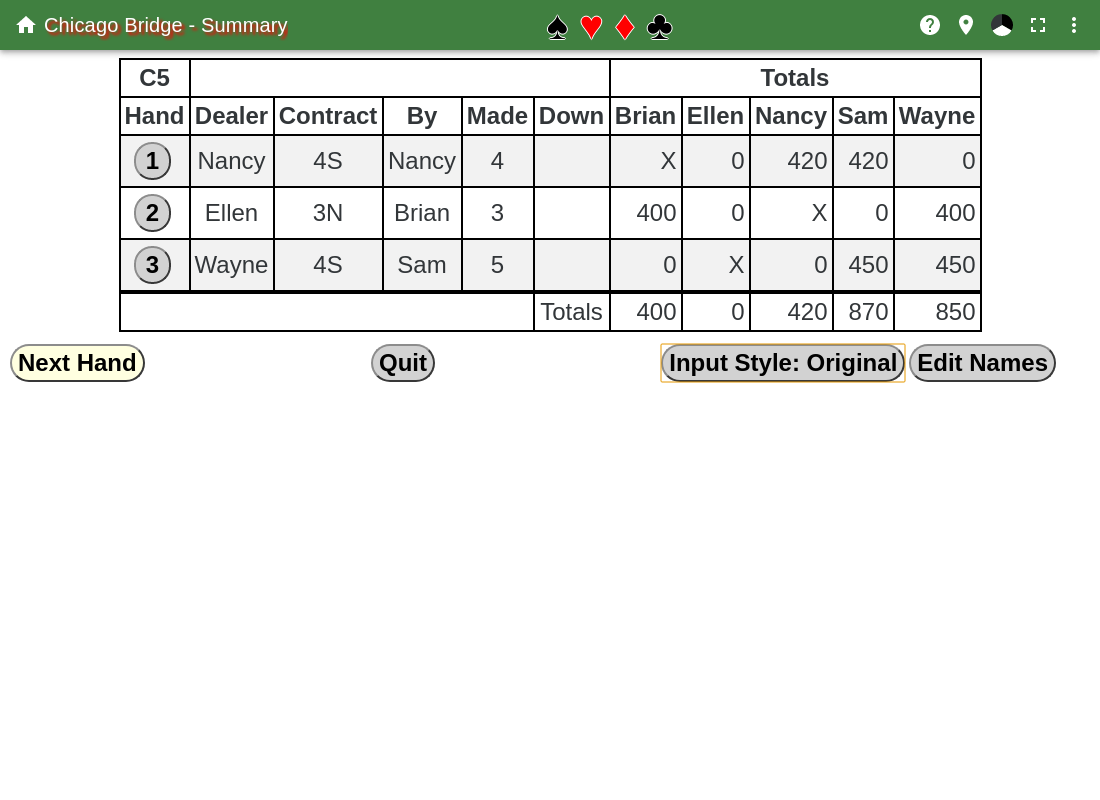 Chicago Bridge - Summary ♠ ♥ ♦ ♣
C5 Totals
Hand Dealer Contract By Made Down Brian Ellen Nancy Sam Wayne
1 Nancy 4S Nancy 4 X 0 420 420 0
2 Ellen 3N Brian 3 400 0 X 0 400
3 Wayne 4S Sam 5 0 X 0 450 450
Totals 400 0 420 870 850
Next Hand Quit Input Style: Original Edit Names